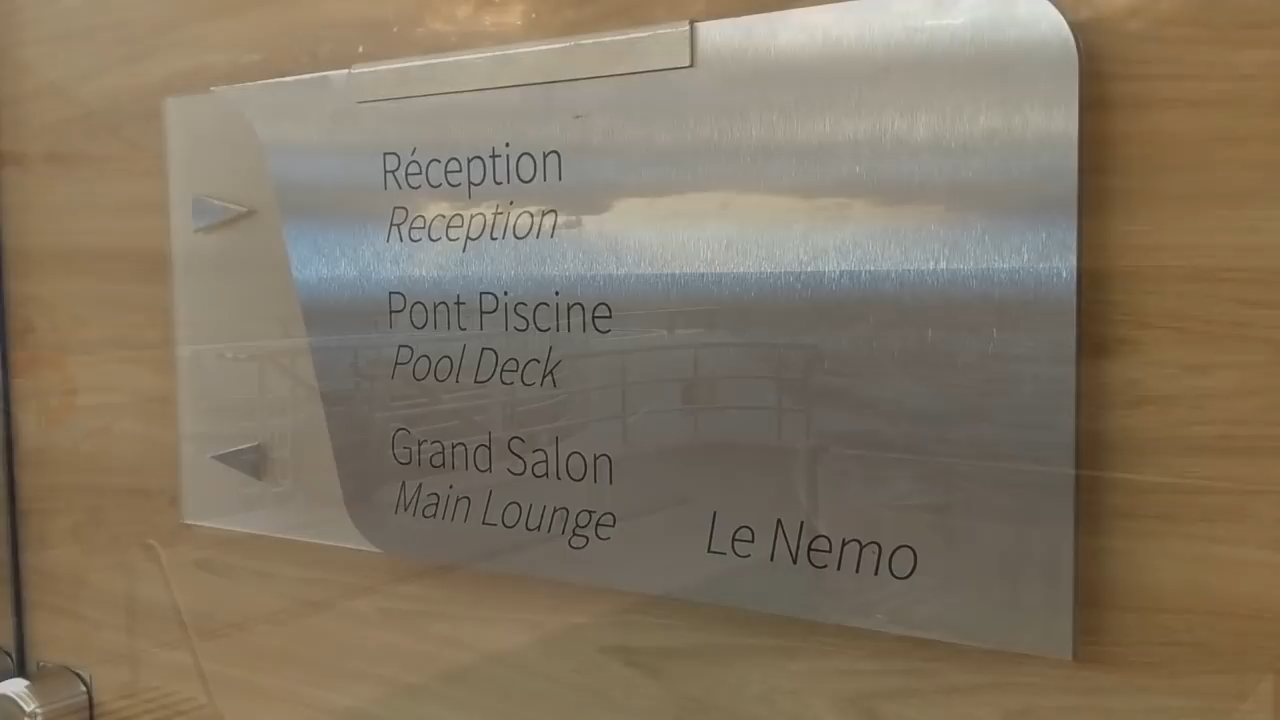 Réception
Reception
Pont Piscine
Pool Deck
Grand Salon
Main Lounge
Le Nemo